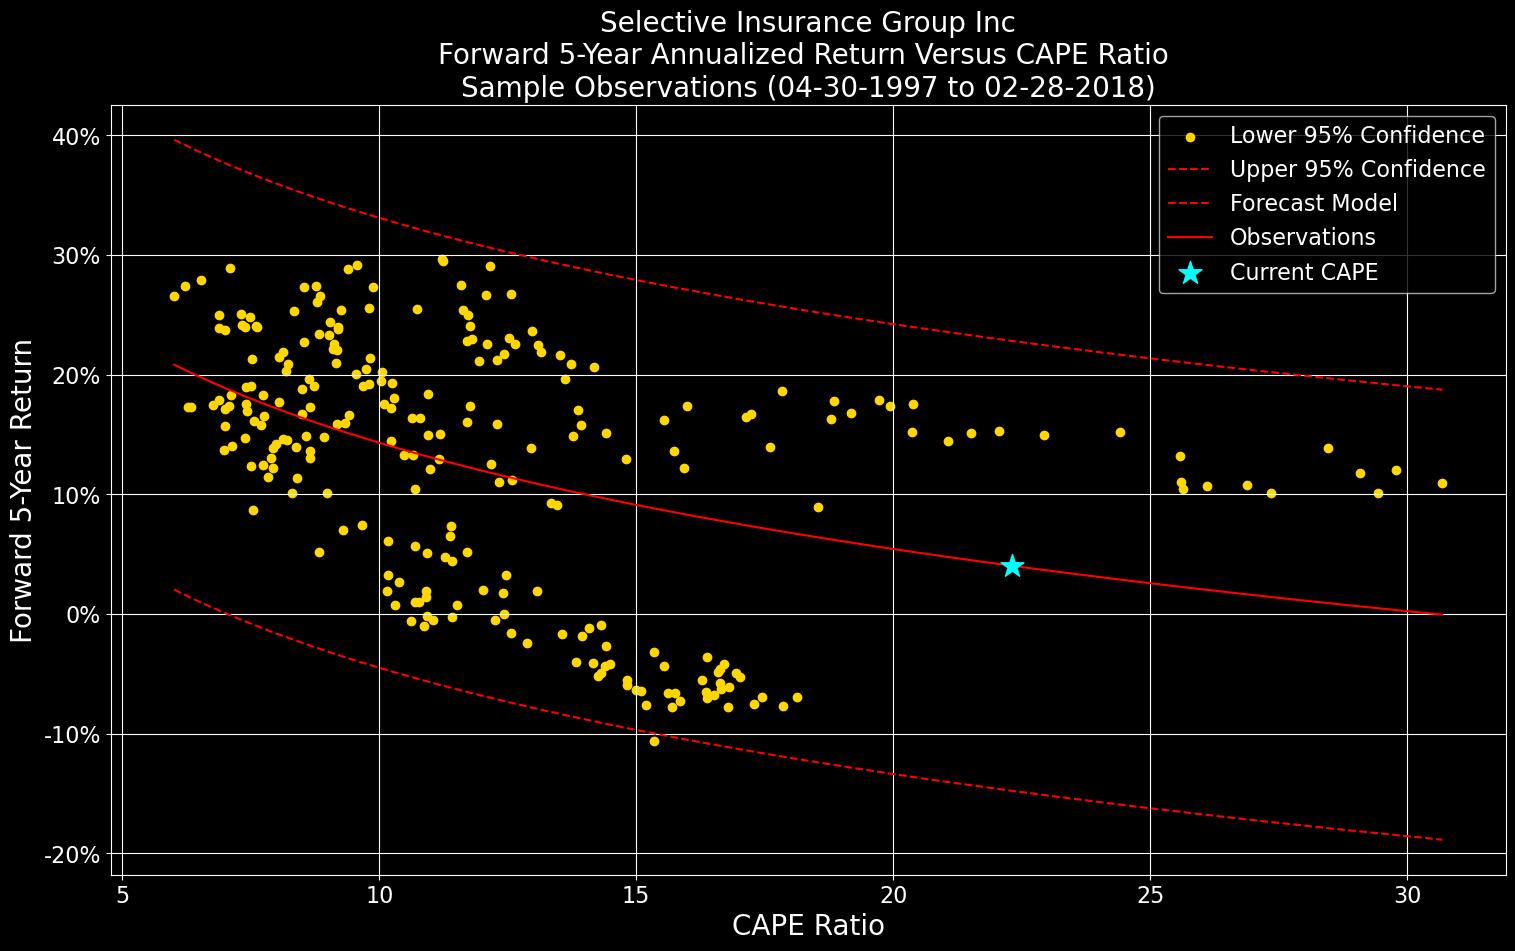 Selective Insurance Group Inc
Forward 5-Year Annualized Return Versus CAPE Ratio
Sample Observations (04-30-1997 to 02-28-2018)
Lower 95% Confidence
Upper 95% Confidence
Forecast Model
Observations
Current CAPE
Forward 5-Year Return
40%
30%
20%
10%
0%
-10%
-20%
5
10
15
20
25
30
CAPE Ratio